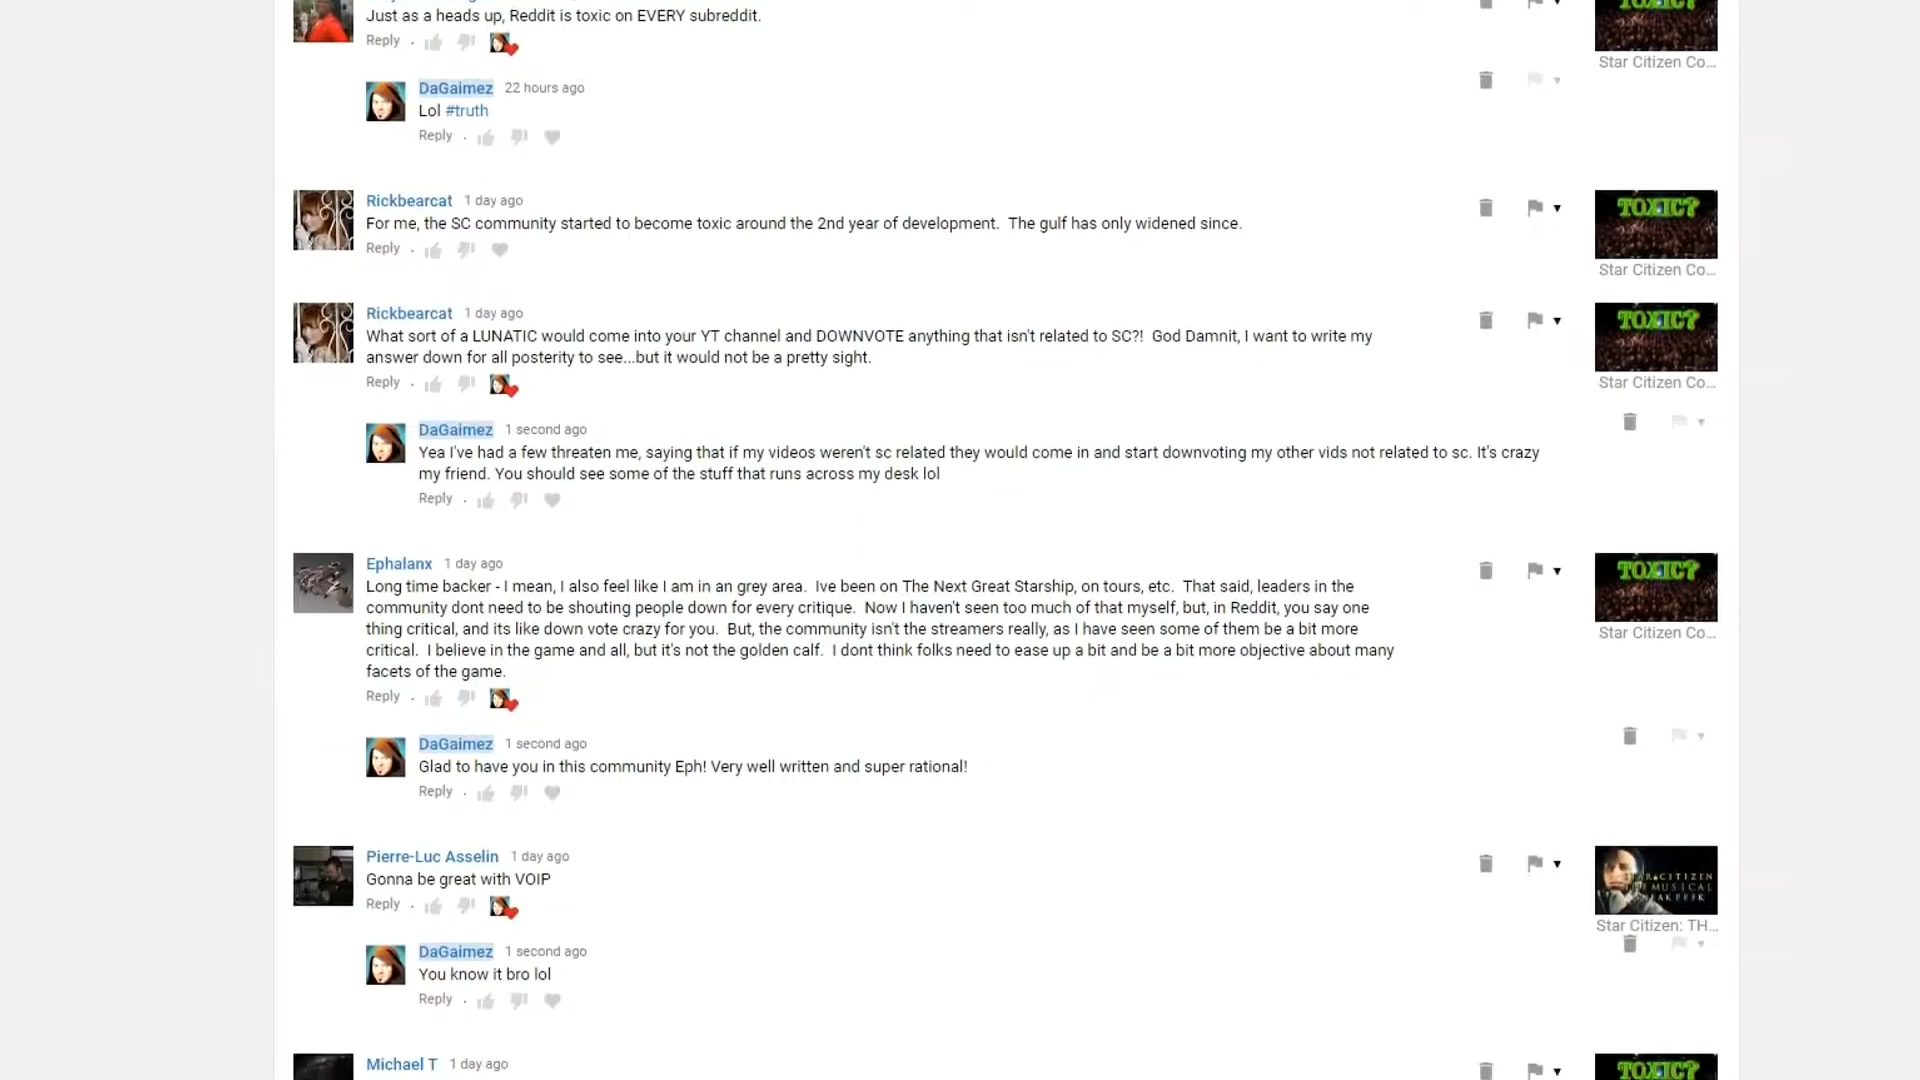 Just as a heads up, Reddit is toxic on EVERY subreddit.
Reply .
TOXIC?
Star Citizen Co...
DaGaimez 22 hours ago
Lol #truth
Reply .
Rickbearcat 1 day ago
For me, the SC community started to become toxic around the 2nd year of development. The gulf has only widened since.
Reply .
TOXIC?
Star Citizen Co...
Rickbearcat 1 day ago
What sort of a LUNATIC would come into your YT channel and DOWNVOTE anything that isn't related to SC?! God Damnit, I want to write my
answer down for all posterity to see...but it would not be a pretty sight.
Reply .
TOXIC?
Star Citizen Co...
DaGaimez 1 second ago
Yea I've had a few threaten me, saying that if my videos weren't sc related they would come in and start downvoting my other vids not related to sc. It's crazy
my friend. You should see some of the stuff that runs across my desk lol
Reply .
Ephalanx 1 day ago
Long time backer - I mean, I also feel like I am in an grey area. Ive been on The Next Great Starship, on tours, etc. That said, leaders in the
community dont need to be shouting people down for every critique. Now I haven't seen too much of that myself, but, in Reddit, you say one
thing critical, and its like down vote crazy for you. But, the community isn't the streamers really, as I have seen some of them be a bit more
critical. I believe in the game and all, but it's not the golden calf. I dont think folks need to ease up a bit and be a bit more objective about many
facets of the game.
Reply .
TOXIC?
Star Citizen Co...
DaGaimez 1 second ago
Glad to have you in this community Eph! Very well written and super rational!
Reply .
Pierre-Luc Asselin 1 day ago
Gonna be great with VOIP
Reply .
CITIZEN
MUSICAL
PEEK
Star Citizen: TH...
DaGaimez 1 second ago
You know it bro lol
Reply .
Michael T 1 day ago
TOXIC?